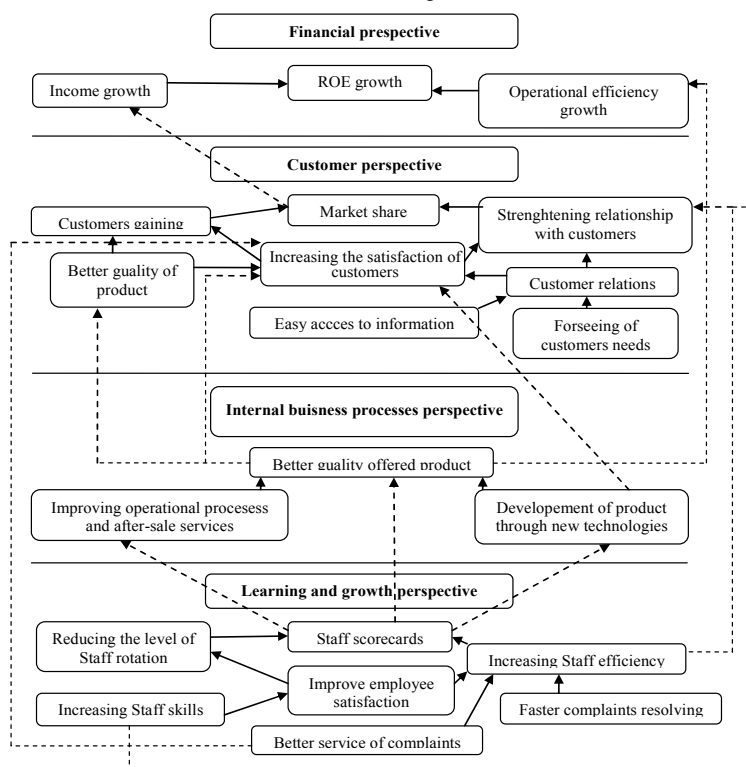 Financial prespective
Income growth
ROE growth
Operational efficiency
growth
Customer perspective
Customers gaining
Market share
Strenghtening relationship
with customers
Better guality of
product
Increasing the satisfaction of
customers
Customer relations
Easy accces to information
Forseeing of
customers needs
Internal buisness processes perspective
Better guality offered product
Improving operational procesess
and after-sale services
Developement of product
through new technologies
Learning and growth perspective
Reducing the level of
Staff rotation
Staff scorecards
Increasing Staff efficiency
Improve employee
satisfaction
Increasing Staff skills
Faster complaints resolving
Better service of complaints